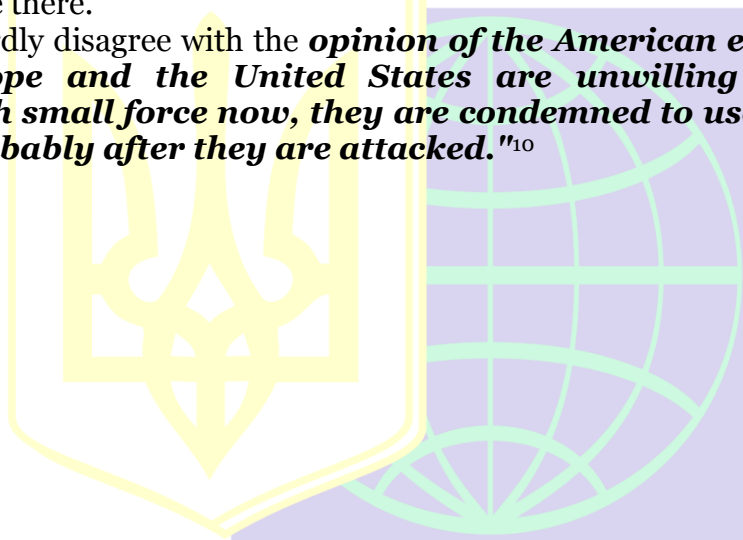 e there.
rdly disagree with the opinion of the American e
ope and the United States are unwilling
h small force now, they are condemned to us
bably after they are attacked."10